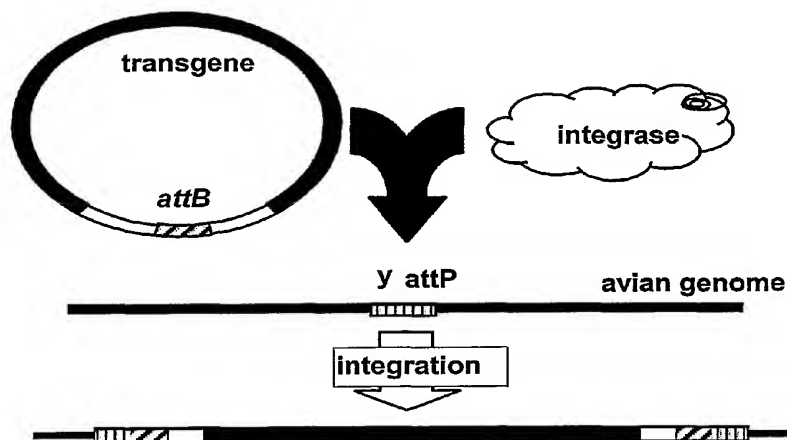 transgene
integrase
attB
y attP
avian genome
integration